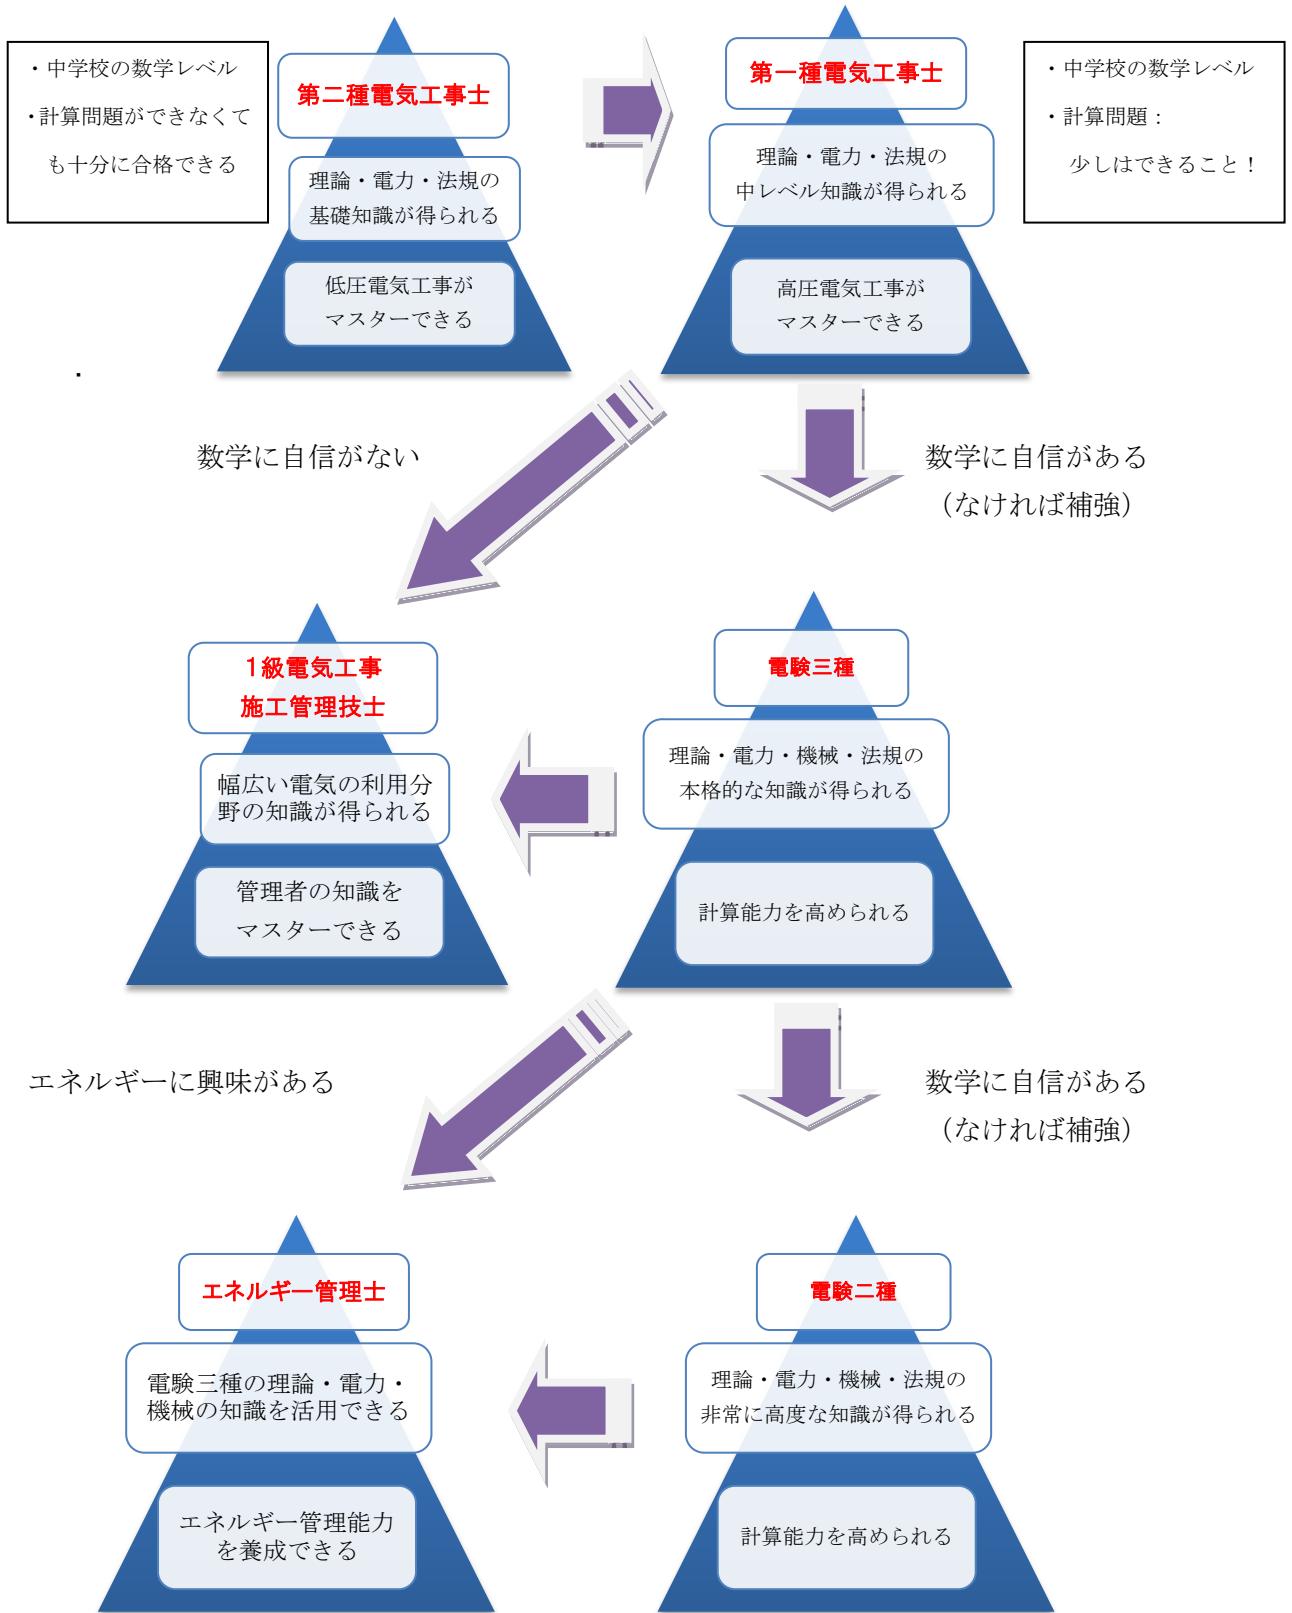 ・中学校の数学レベル
・計算問題ができなくて
も十分に合格できる
第二種電気工事士
理論・電力・法規の
基礎知識が得られる
低圧電気工事が
マスターできる
第一種電気工事士
理論・電力・法規の
中レベル知識が得られる
高圧電気工事が
マスターできる
・中学校の数学レベル
・計算問題：
少しはできること！
.
数学に自信がない
数学に自信がある
（なければ補強）
1級電気工事
施工管理技士
幅広い電気の利用分
野の知識が得られる
管理者の知識を
マスターできる
電験三種
理論・電力・機械・法規の
本格的な知識が得られる
計算能力を高められる
エネルギーに興味がある
数学に自信がある
（なければ補強）
エネルギー管理士
電験三種の理論・電力・
機械の知識を活用できる
エネルギー管理能力
を養成できる
電験二種
理論・電力・機械・法規の
非常に高度な知識が得られる
計算能力を高められる